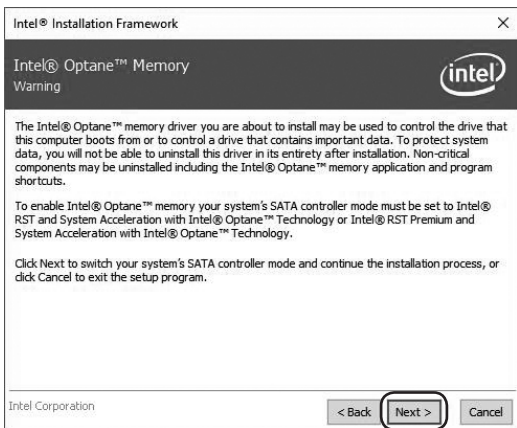 Intel® Installation Framework
Intel® Optane™ Memory
Warning
intel
The Intel® Optane™ memory driver you are about to install may be used to control the drive that
this computer boots from or to control a drive that contains important data. To protect system
data, you will not be able to uninstall this driver in its entirety after installation. Non-critical
components may be uninstalled including the Intel® Optane™ memory application and program
shortcuts.
To enable Intel® Optane™ memory your system's SATA controller mode must be set to Intel®
RST and System Acceleration with Intel® Optane™ Technology or Intel® RST Premium and
System Acceleration with Intel® Optane™ Technology.
Click Next to switch your system's SATA controller mode and continue the installation process, or
click Cancel to exit the setup program.
Intel Corporation
< Back Next > Cancel